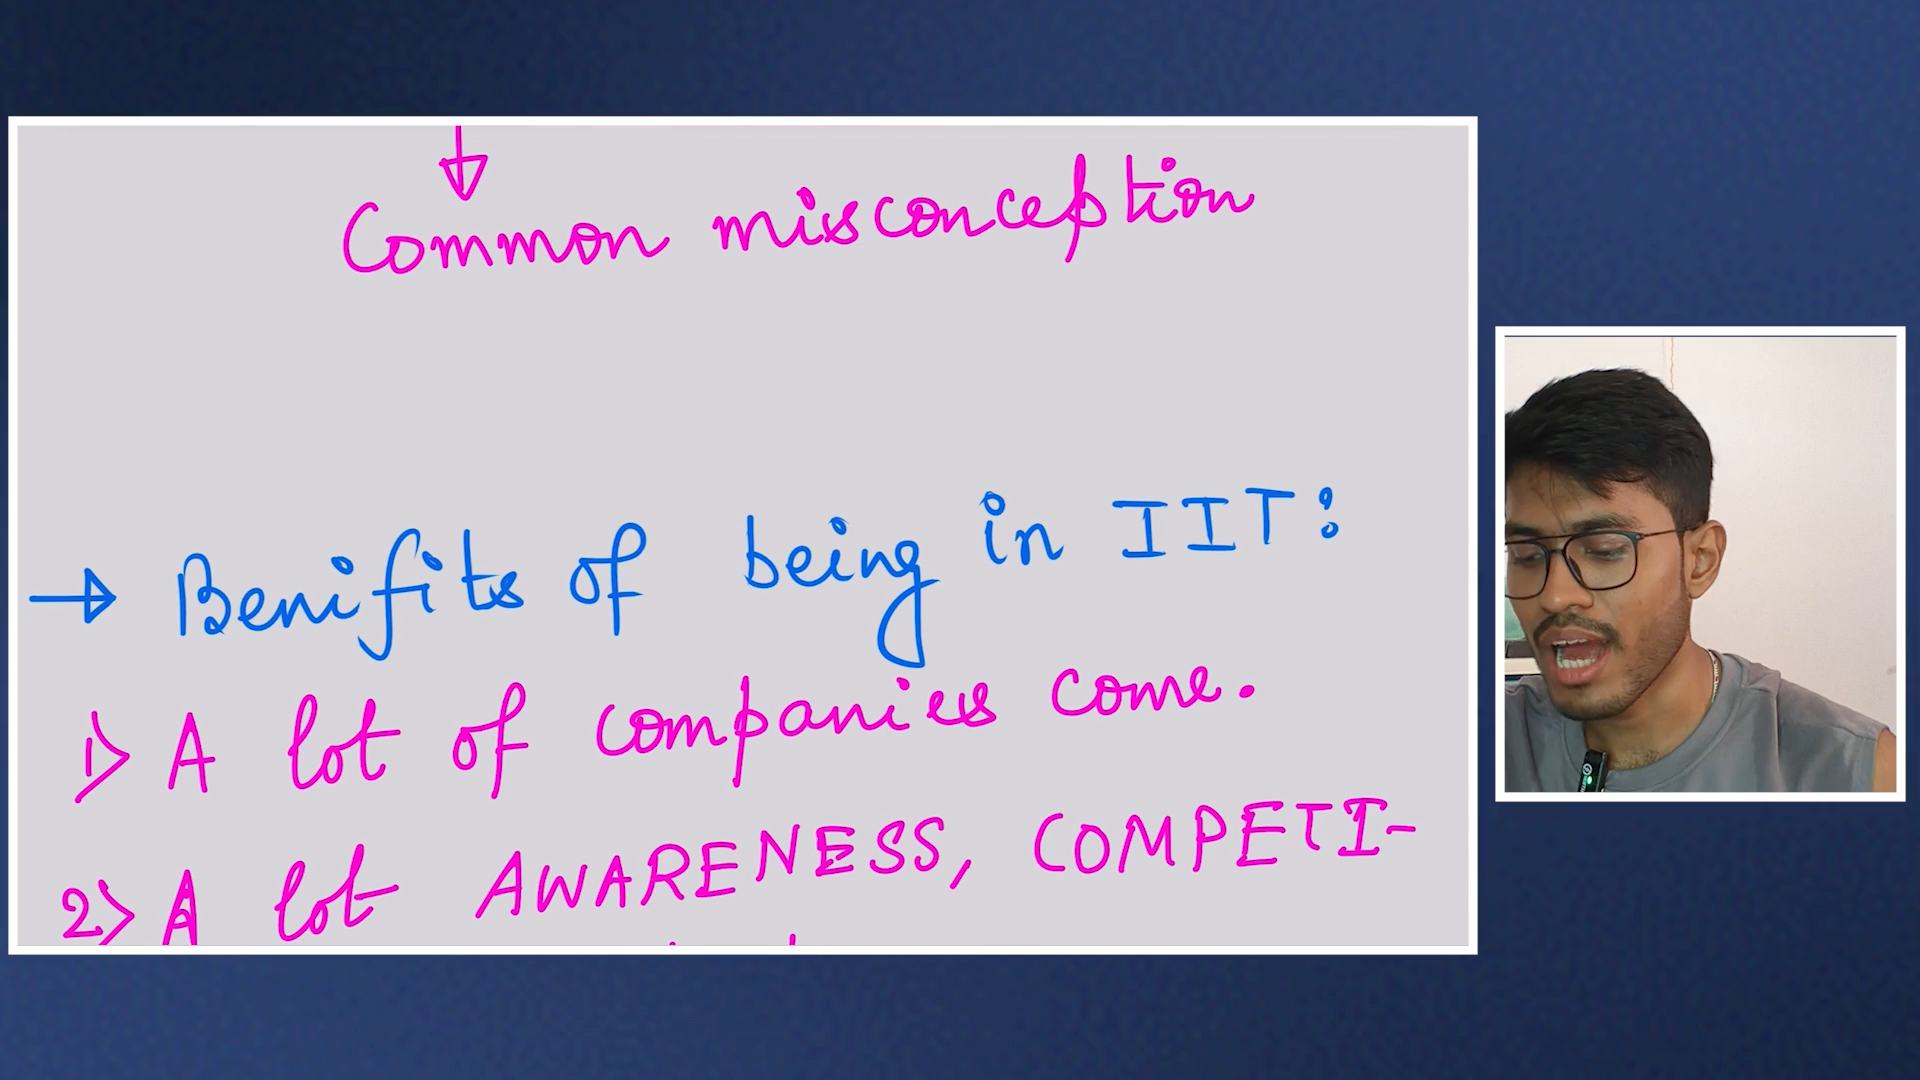 Common misconception
→ Benifits of being in IIT:
1> A lot of companies come.
2> A lot AWARENESS, COMPETI-